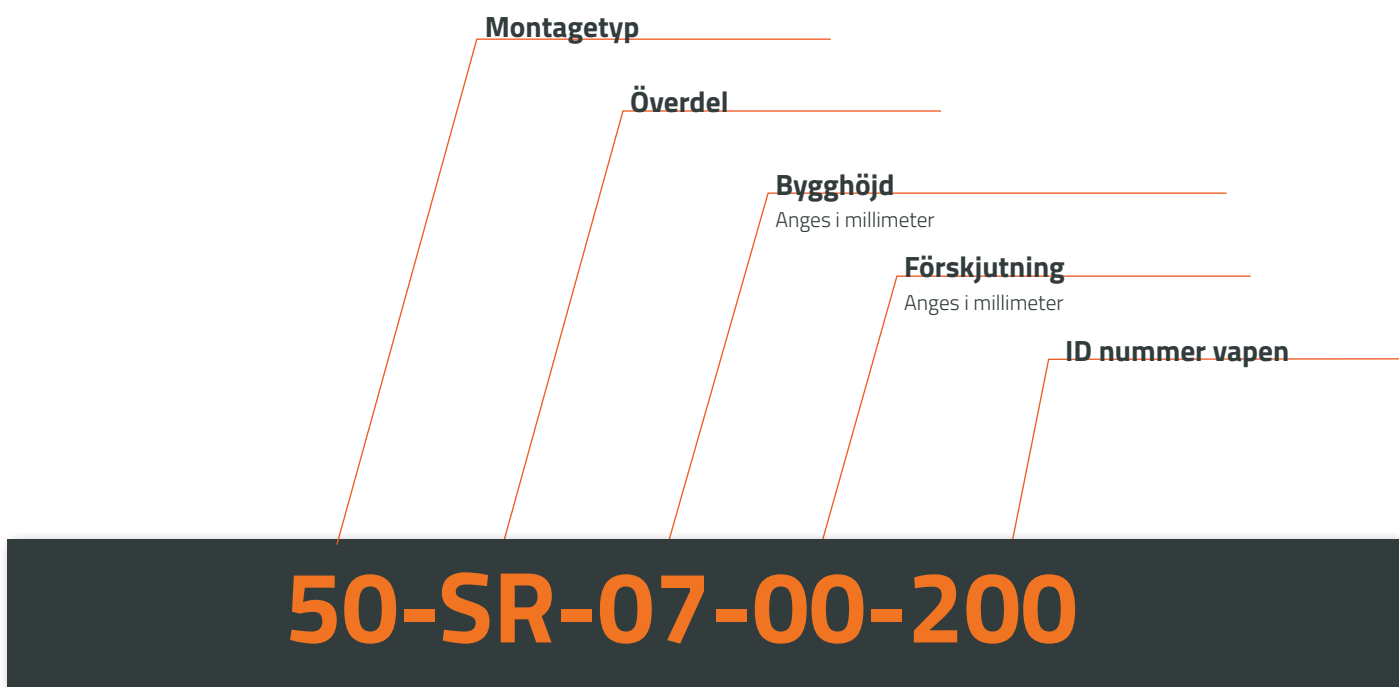 Montagetyp
Överdel
Bygghöjd
Anges i millimeter
Förskjutning
Anges i millimeter
ID nummer vapen
50-SR-07-00-200